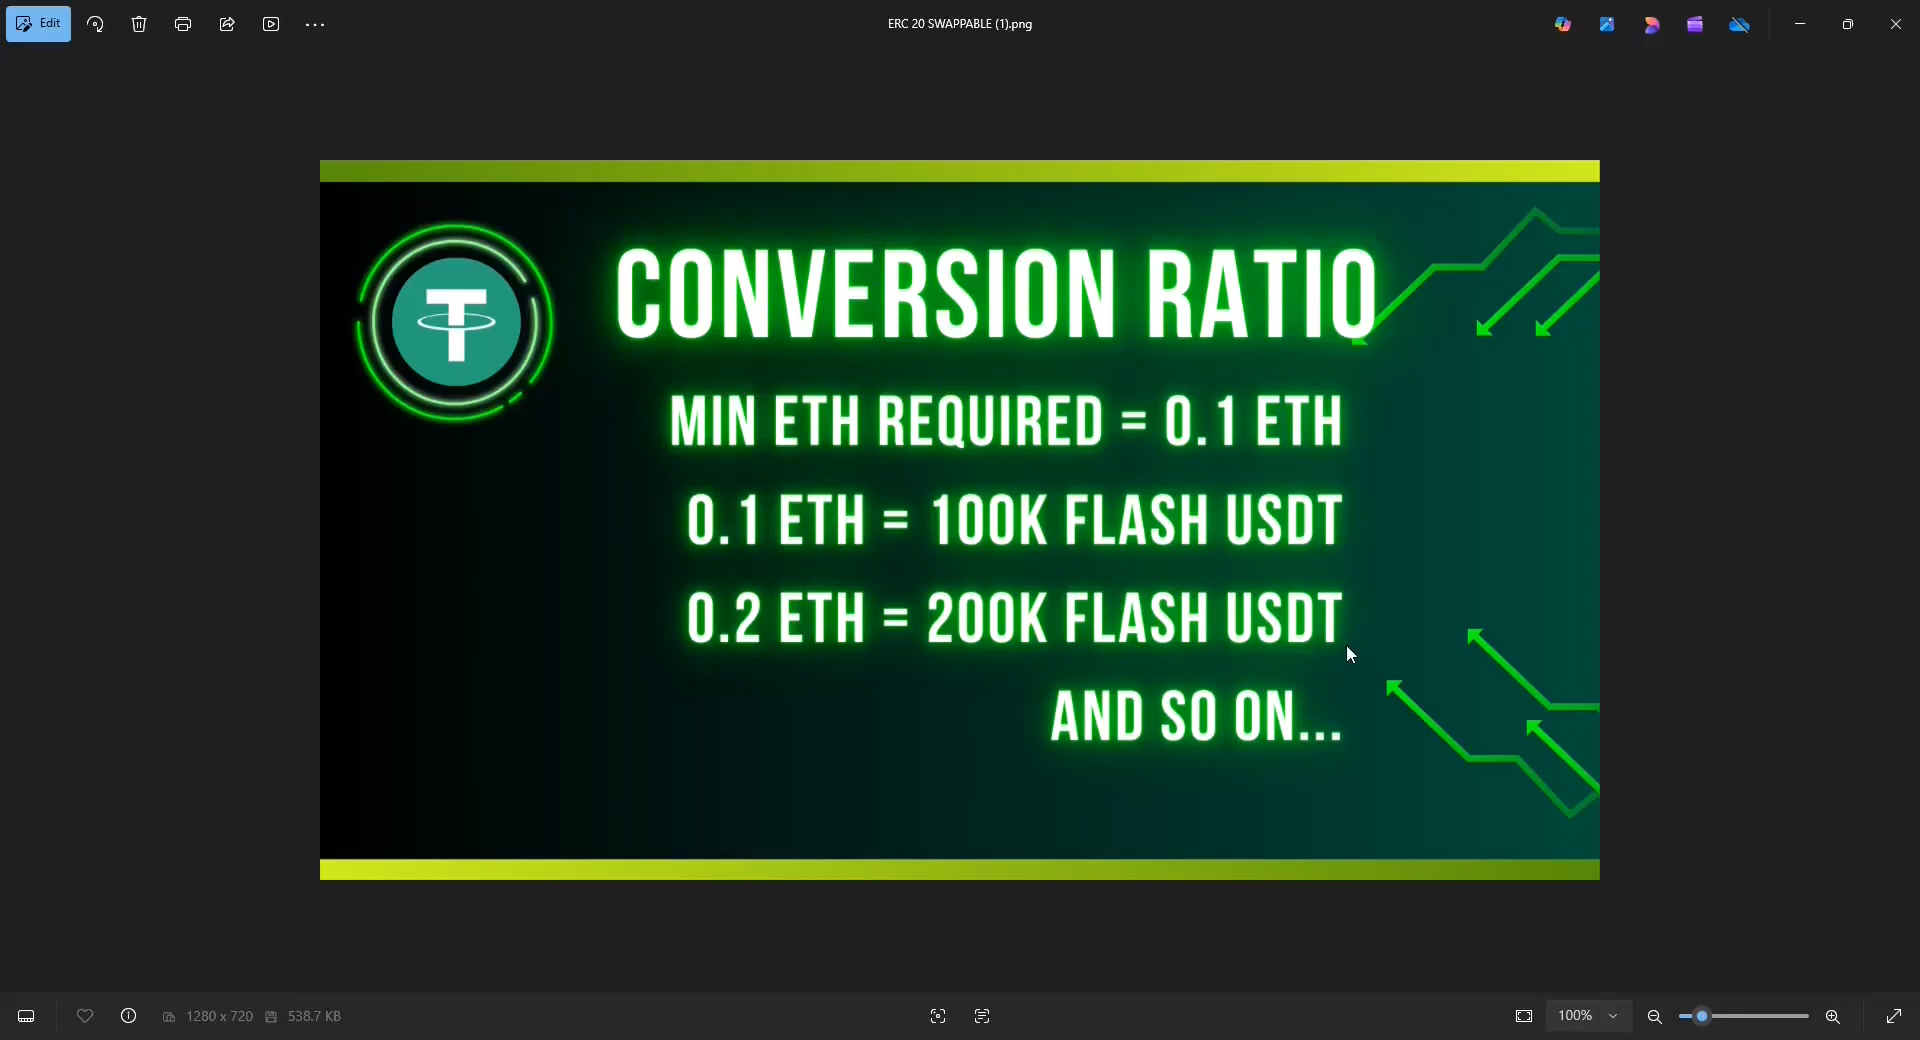 Edit
ERC 20 SWAPPABLE (1).png
CONVERSION RATIO
MIN ETH REQUIRED = 0.1 ETH
0.1 ETH = 100K FLASH USDT
0.2 ETH = 200K FLASH USDT
AND SO ON...
1280 x 720
538.7 KB
100%